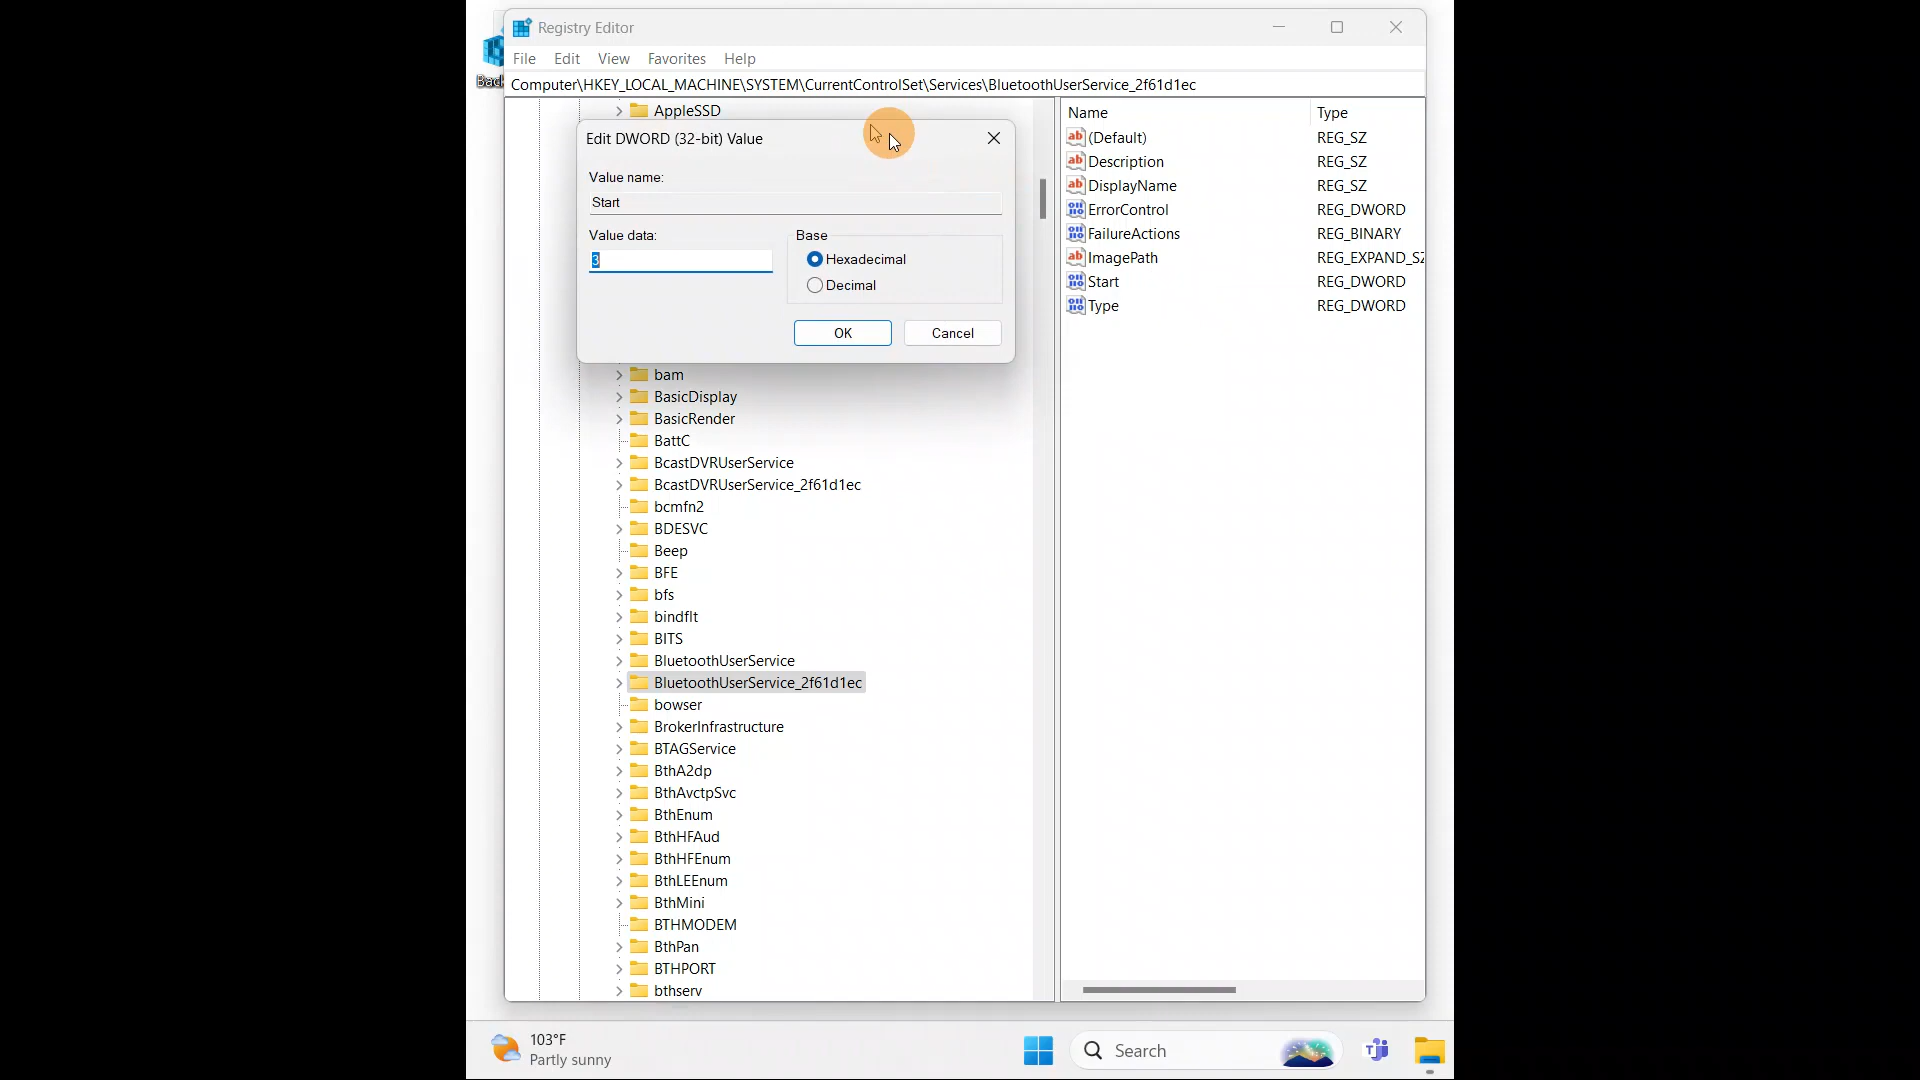 Registry Editor
File Edit View Favorites Help
Computer\HKEY_LOCAL_MACHINE\SYSTEM\CurrentControlSet\Services\BluetoothUserService_2f61d1ec
AppleSSD
Edit DWORD (32-bit) Value
Value name:
Start
Value data:
3
Base
Hexadecimal
Decimal
OK
Cancel
bam
BasicDisplay
BasicRender
BattC
BcastDVRUserService
BcastDVRUserService_2f61d1ec
bcmfn2
BDESVC
Beep
BFE
bfs
bindflt
BITS
BluetoothUserService
BluetoothUserService_2f61d1ec
bowser
BrokerInfrastructure
BTAGService
BthA2dp
BthAvctpSvc
BthEnum
BthHFAud
BthHFEnum
BthLEEnum
BthMini
BTHMODEM
BthPan
BTHPORT
bthserv
Name Type
(Default) REG_SZ
Description REG_SZ
DisplayName REG_SZ
ErrorControl REG_DWORD
FailureActions REG_BINARY
ImagePath REG_EXPAND_SZ
Start REG_DWORD
Type REG_DWORD
103°F
Partly sunny
Search